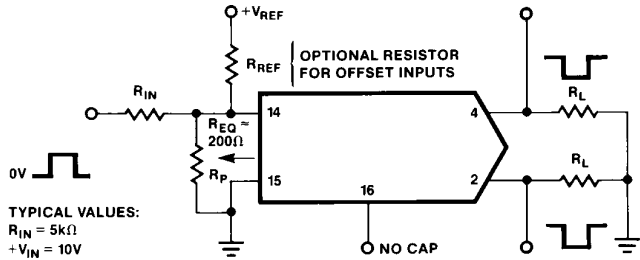 +VREF
RREF
OPTIONAL RESISTOR
FOR OFFSET INPUTS
RIN
14
REQ ≈
200Ω
RP
15
16
4
2
RL
RL
0V
NO CAP
TYPICAL VALUES:
RIN = 5kΩ
+VIN = 10V